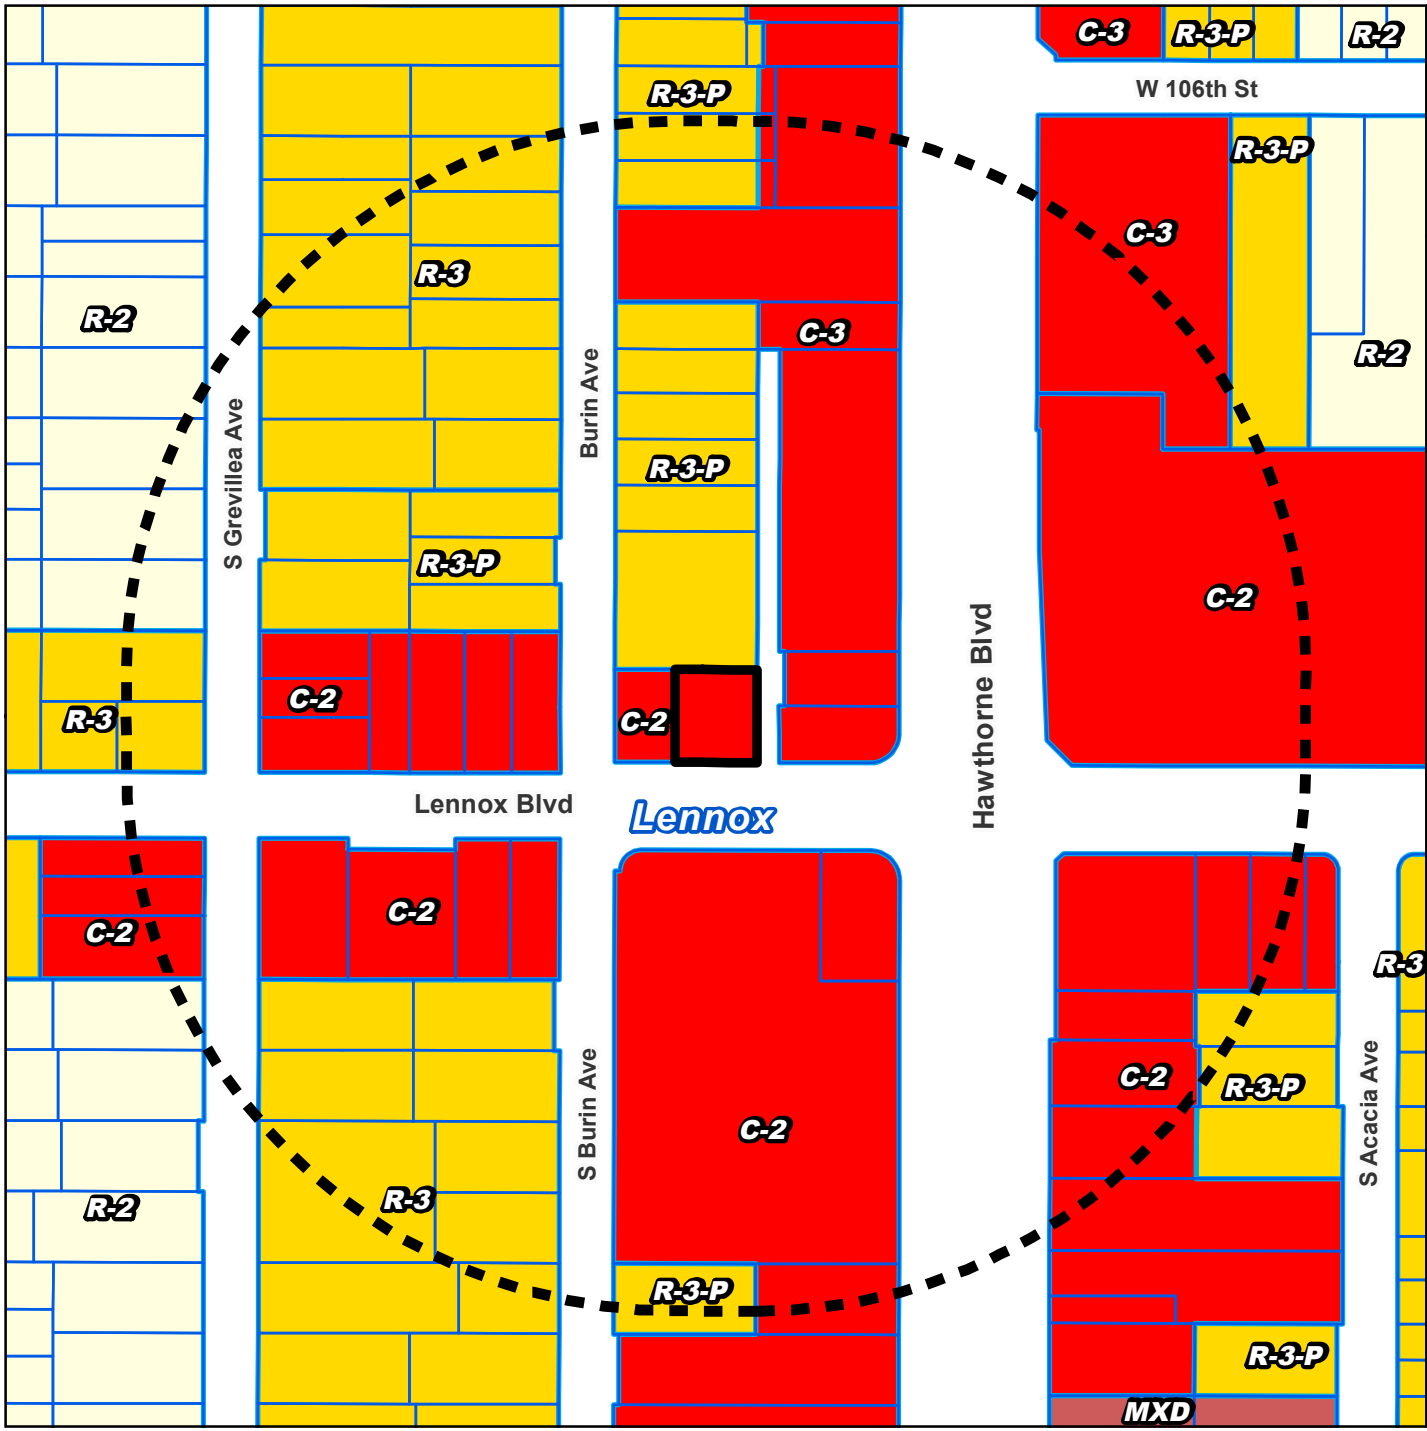 C-3
R-3-P
R-2
W 106th St
R-3-P
R-3-P
C-3
R-3
R-2
C-3
R-2
Burin Ave
S Grevillea Ave
R-3-P
R-3-P
C-2
Hawthorne Blvd
C-2
C-2
R-3
Lennox Blvd
Lennox
C-2
C-2
R-3
C-2
R-3-P
S Burin Ave
S Acacia Ave
C-2
R-3
R-2
R-3-P
R-3-P
MXD